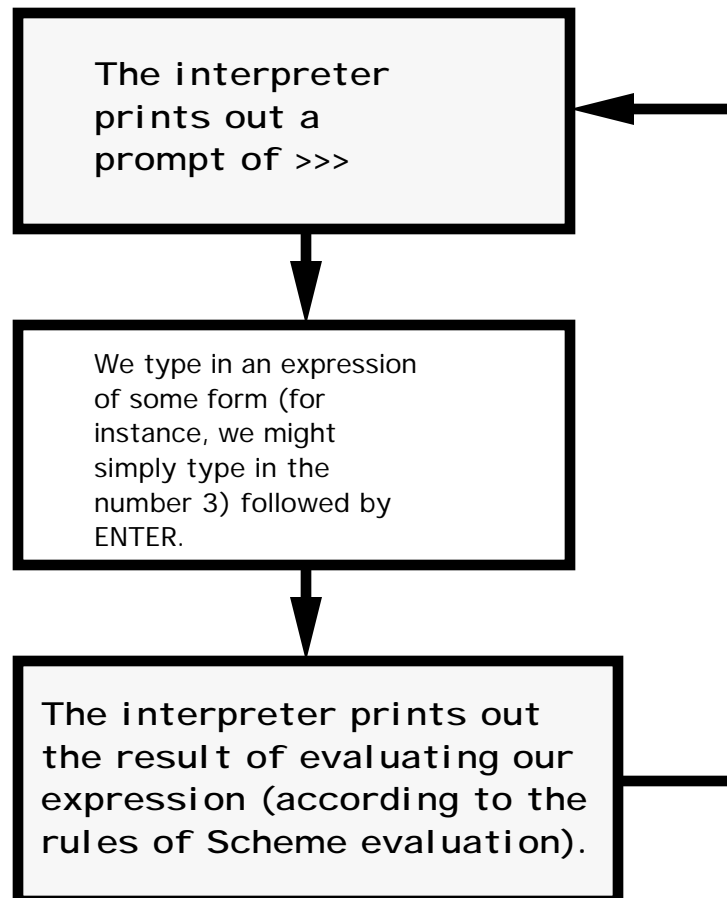 The interpreter
prints out a
prompt of >>>
We type in an expression
of some form (for
instance, we might
simply type in the
number 3) followed by
ENTER.
The interpreter prints out
the result of evaluating our
expression (according to the
rules of Scheme evaluation).